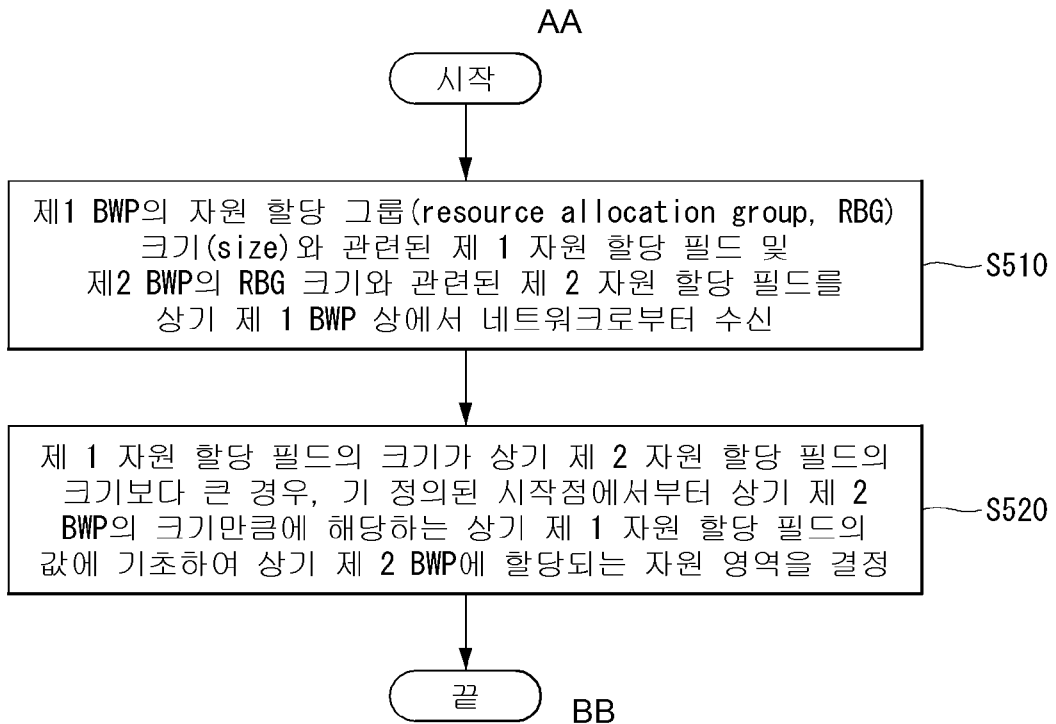 AA
시작
제1 BWP의 자원 할당 그룹(resource allocation group, RBG)
크기(size)와 관련된 제 1 자원 할당 필드 및
제2 BWP의 RBG 크기와 관련된 제 2 자원 할당 필드를
상기 제 1 BWP 상에서 네트워크로부터 수신
S510
제 1 자원 할당 필드의 크기가 상기 제 2 자원 할당 필드의
크기보다 큰 경우, 기 정의된 시작점에서부터 상기 제 2
BWP의 크기만큼에 해당하는 상기 제 1 자원 할당 필드의
값에 기초하여 상기 제 2 BWP에 할당되는 자원 영역을 결정
S520
끝
BB